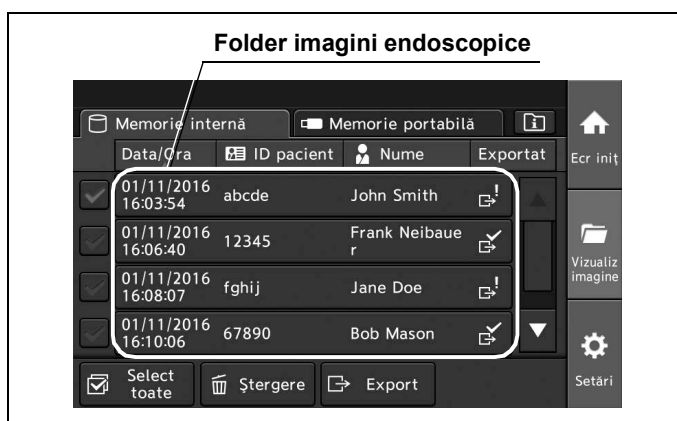 Folder imagini endoscopice
Memorie internă
Memorie portabilă
Data/Ora ID pacient Nume Exportat
01/11/2016
16:03:54
abcde John Smith
01/11/2016
16:06:40
12345 Frank Neibaue
r
01/11/2016
16:08:07
fghij Jane Doe
01/11/2016
16:10:06
67890 Bob Mason
Select
toate
Ștergere
Export
Ecr iniț
Vizualiz
imagine
Setări